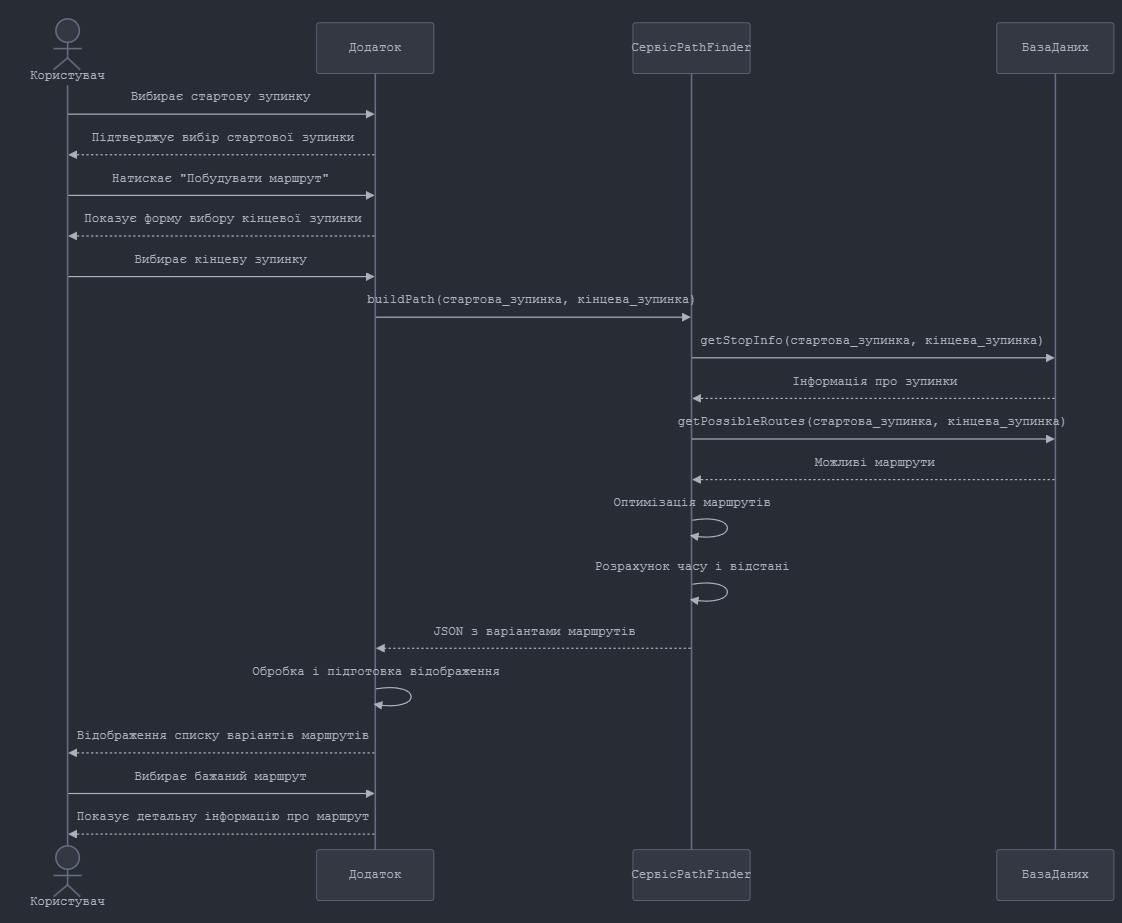 Додаток
СервісPathFinder
БазаДаних
Користувач
Вибирає стартову зупинку
Підтверджує вибір стартової зупинки
Натискає "Побудувати маршрут"
Показує форму вибору кінцевої зупинки
Вибирає кінцеву зупинку
buildPath(стартова_зупинка, кінцева_зупинка)
getStopInfo(стартова_зупинка, кінцева_зупинка)
Інформація про зупинки
getPossibleRoutes(стартова_зупинка, кінцева_зупинка)
Можливі маршрути
Оптимізація маршрутів
Розрахунок часу і відстані
JSON з варіантами маршрутів
Обробка і підготовка відображення
Відображення списку варіантів маршрутів
Вибирає бажаний маршрут
Показує детальну інформацію про маршрут
Додаток
СервісPathFinder
БазаДаних
Користувач